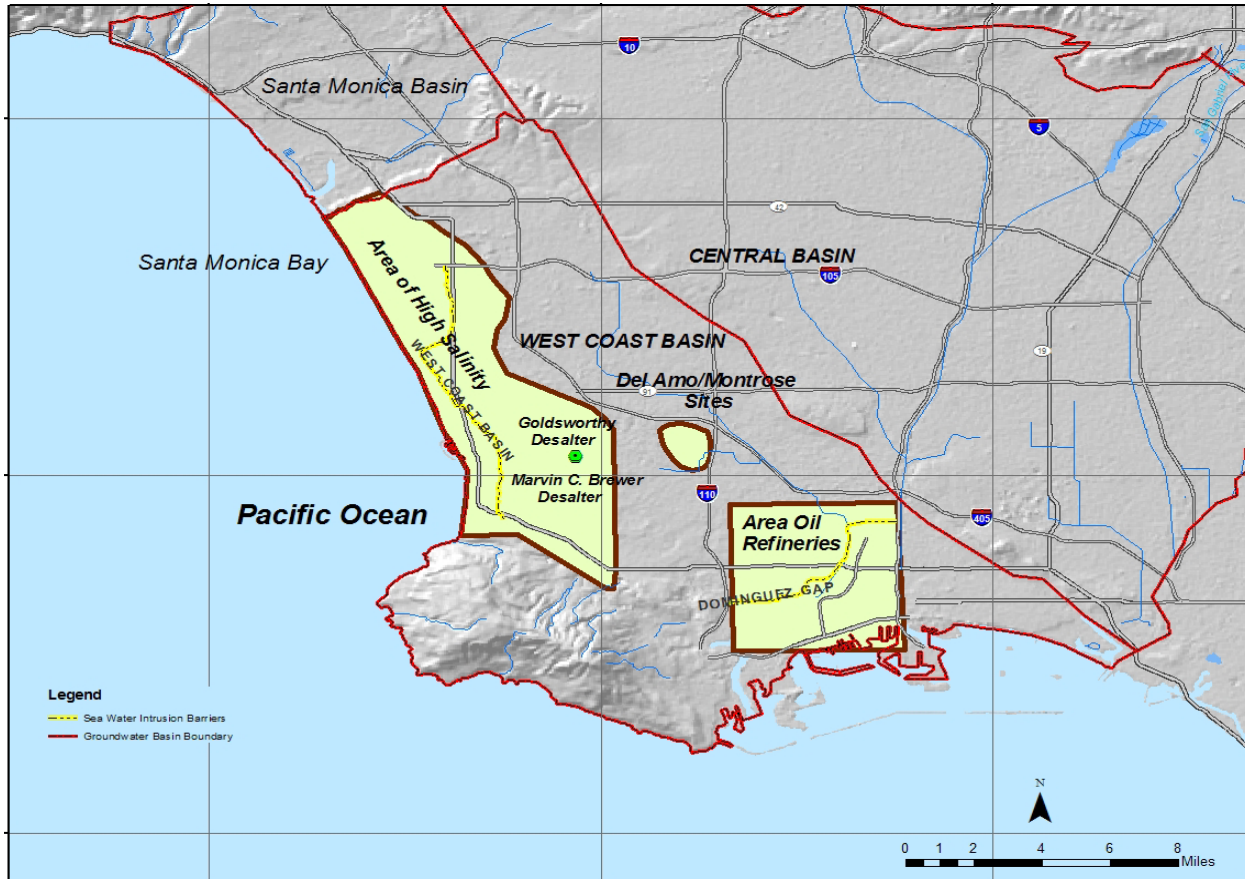 10
Santa Monica Basin
San Gabriel River
5
42
Santa Monica Bay
CENTRAL BASIN
105
Area of High Salinity
WEST COAST BASIN
WEST COAST BASIN
19
Del Amo/Montrose
Sites
91
Goldsworthy
Desalter
Marvin C. Brewer
Desalter
110
Pacific Ocean
405
Area Oil
Refineries
DOMINGUEZ GAP
Legend
Sea Water Intrusion Barriers
Groundwater Basin Boundary
N
0 1 2 4 6 8
Miles